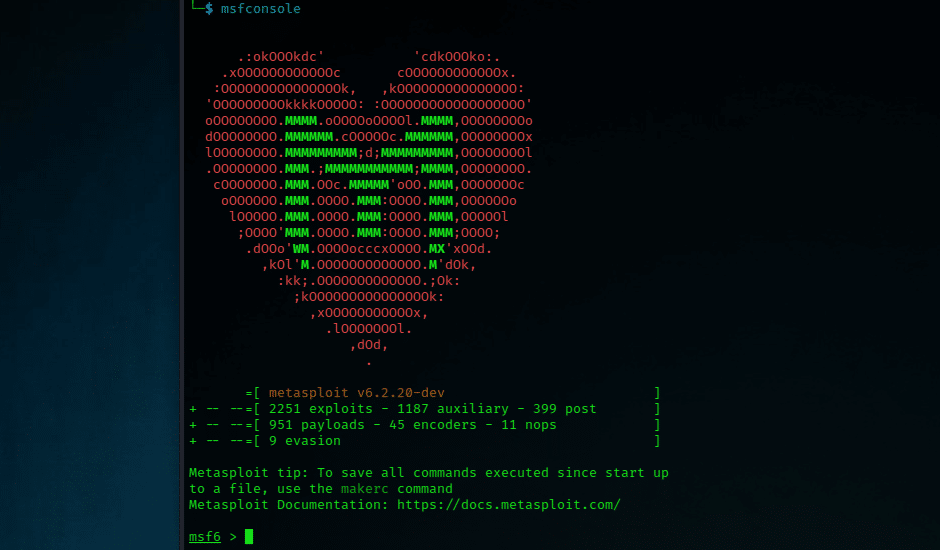 └─$ msfconsole
     .:okOOOkdc'           'cdkOOOko:.
    .xOOOOOOOOOOOOc       cOOOOOOOOOOOOx.
   :OOOOOOOOOOOOOOOk,   ,kOOOOOOOOOOOOOOO:
  'OOOOOOOOOkkkkOOOOO: :OOOOOOOOOOOOOOOOOO'
  oOOOOOOOO.MMMM.oOOOOoOOOOl.MMMM,OOOOOOOOo
  dOOOOOOOO.MMMMMM.cOOOOOc.MMMMMM,OOOOOOOOx
  lOOOOOOOO.MMMMMMMMM;d;MMMMMMMMM,OOOOOOOOl
  .OOOOOOOO.MMM.;MMMMMMMMMMM;MMMM,OOOOOOOO.
   cOOOOOOO.MMM.OOc.MMMMM'oOO.MMM,OOOOOOOc
    oOOOOOO.MMM.OOOO.MMM:OOOO.MMM,OOOOOOo
     lOOOOO.MMM.OOOO.MMM:OOOO.MMM,OOOOOl
      ;OOOO'MMM.OOOO.MMM:OOOO.MMM;OOOO;
       .dOOo'WM.OOOOocccxOOOO.MX'xOOd.
         ,kOl'M.OOOOOOOOOOOOO.M'dOk,
           :kk;.OOOOOOOOOOOOO.;Ok:
             ;kOOOOOOOOOOOOOOOk:
               ,xOOOOOOOOOOOx,
                 .lOOOOOOOl.
                    ,dOd,
                      .
       =[ metasploit v6.2.20-dev                          ]
+ -- --=[ 2251 exploits - 1187 auxiliary - 399 post       ]
+ -- --=[ 951 payloads - 45 encoders - 11 nops            ]
+ -- --=[ 9 evasion                                       ]
Metasploit tip: To save all commands executed since start up
to a file, use the makerc command
Metasploit Documentation: https://docs.metasploit.com/
msf6 >